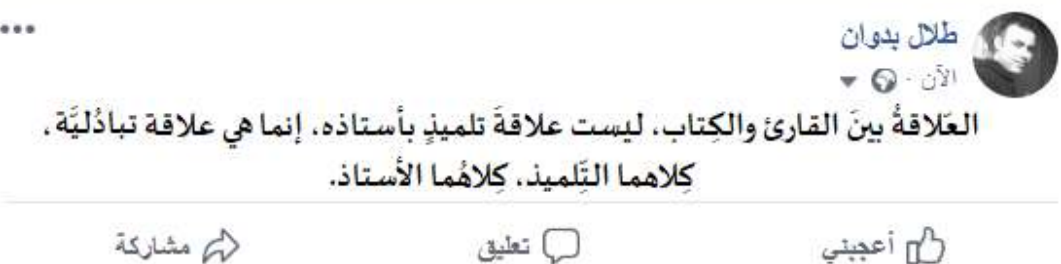 طلال بدوان
الآن
العَلاقةُ بينَ القارئ والكِتاب، ليست علاقةَ تلميذٍ بأستاذه، إنما هي علاقة تبادُليَّة،
كِلاهما التِّلميذ، كِلاهُما الأستاذ.
أعجبني تعليق مشاركة